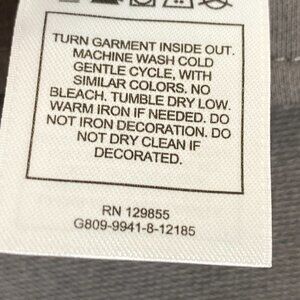 TURN GARMENT INSIDE OUT.
MACHINE WASH COLD
GENTLE CYCLE, WITH
SIMILAR COLORS. NO
BLEACH. TUMBLE DRY LOW.
WARM IRON IF NEEDED. DO
NOT IRON DECORATION. DO
NOT DRY CLEAN IF
DECORATED.
RN 129855
G809-9941-8-12185